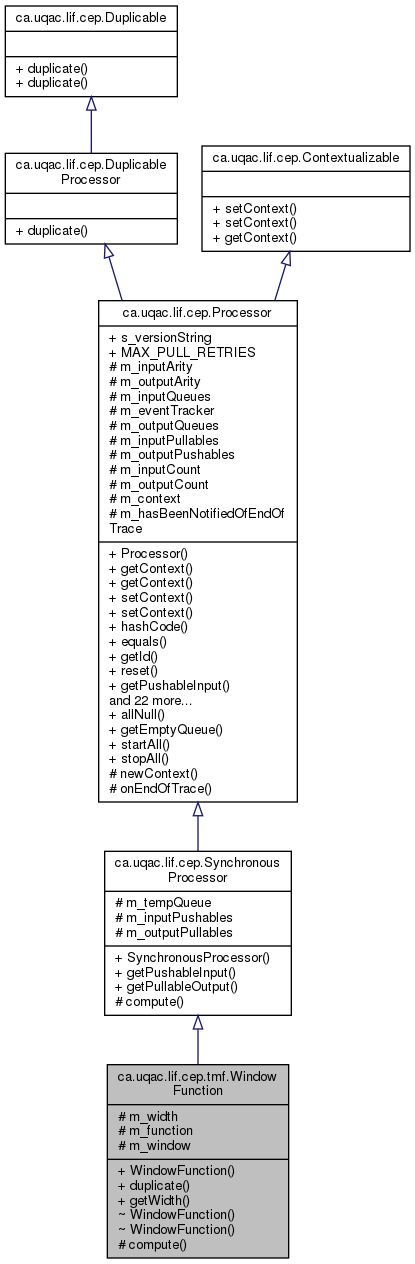 ca.uqac.lif.cep.Duplicable
+ duplicate()
+ duplicate()
ca.uqac.lif.cep.Duplicable
Processor
+ duplicate()
ca.uqac.lif.cep.Contextualizable
+ setContext()
+ setContext()
+ getContext()
ca.uqac.lif.cep.Processor
+ s_versionString
+ MAX_PULL_RETRIES
# m_inputArity
# m_outputArity
# m_inputQueues
# m_eventTracker
# m_outputQueues
# m_inputPullables
# m_outputPushables
# m_inputCount
# m_outputCount
# m_context
# m_hasBeenNotifiedOfEndOf
Trace
+ Processor()
+ getContext()
+ getContext()
+ setContext()
+ setContext()
+ hashCode()
+ equals()
+ getId()
+ reset()
+ getPushableInput()
and 22 more...
+ allNull()
+ getEmptyQueue()
+ startAll()
+ stopAll()
# newContext()
# onEndOfTrace()
ca.uqac.lif.cep.Synchronous
Processor
# m_tempQueue
# m_inputPushables
# m_outputPullables
+ SynchronousProcessor()
+ getPushableInput()
+ getPullableOutput()
# compute()
ca.uqac.lif.cep.tmf.Window
Function
# m_width
# m_function
# m_window
+ WindowFunction()
+ duplicate()
+ getWidth()
~ WindowFunction()
~ WindowFunction()
# compute()